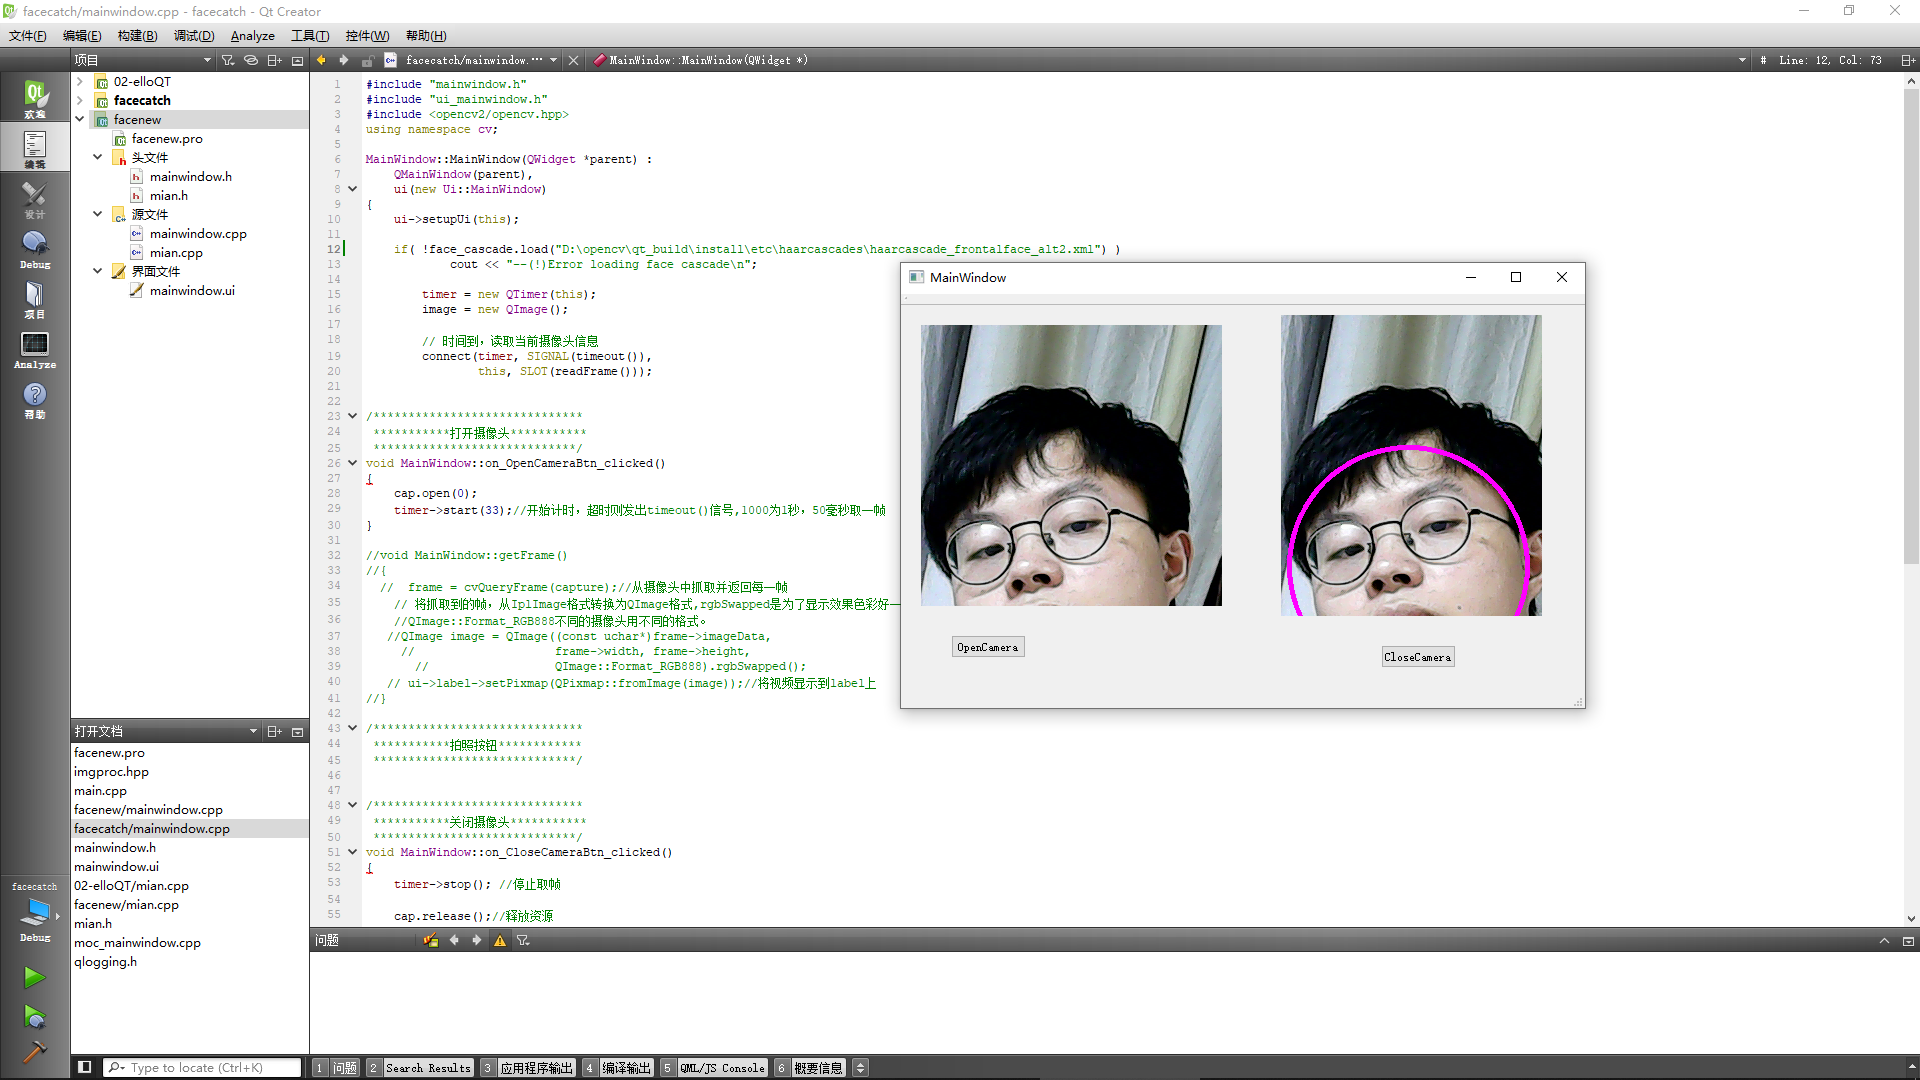 facecatch/mainwindow.cpp - facecatch - Qt Creator
文件(F) 编辑(E) 构建(B) 调试(D) Analyze 工具(T) 控件(W) 帮助(H)
项目
facecatch/mainwindow.··· MainWindow::MainWindow(QWidget *) # Line: 12, Col: 73
Qt
欢迎
编辑
设计
Debug
项目
Analyze
帮助
02-elloQT
facecatch
facenew
facenew.pro
头文件
mainwindow.h
mian.h
源文件
mainwindow.cpp
mian.cpp
界面文件
mainwindow.ui
打开文档
facenew.pro
imgproc.hpp
main.cpp
facenew/mainwindow.cpp
facecatch/mainwindow.cpp
mainwindow.h
mainwindow.ui
02-elloQT/mian.cpp
facenew/mian.cpp
mian.h
moc_mainwindow.cpp
qlogging.h
facecatch
Debug
1 #include "mainwindow.h"
2 #include "ui_mainwindow.h"
3 #include <opencv2/opencv.hpp>
4 using namespace cv;
5
6 MainWindow::MainWindow(QWidget *parent) :
7 QMainWindow(parent),
8 ui(new Ui::MainWindow)
9 {
10 ui->setupUi(this);
11
12 if( !face_cascade.load("D:\opencv\qt_build\install\etc\haarcascades\haarcascade_frontalface_alt2.xml") )
13 cout << "--(!)Error loading face cascade\n";
14
15 timer = new QTimer(this);
16 image = new QImage();
17
18 // 时间到，读取当前摄像头信息
19 connect(timer, SIGNAL(timeout()),
20 this, SLOT(readFrame()));
21
22
23 /******************************
24 ***********打开摄像头***********
25 *****************************/
26 void MainWindow::on_OpenCameraBtn_clicked()
27 {
28 cap.open(0);
29 timer->start(33);//开始计时，超时则发出timeout()信号,1000为1秒，50毫秒取一帧
30 }
31
32 //void MainWindow::getFrame()
33 //{
34 // frame = cvQueryFrame(capture);//从摄像头中抓取并返回每一帧
35 // 将抓取到的帧，从IplImage格式转换为QImage格式,rgbSwapped是为了显示效果色彩好一
36 //QImage::Format_RGB888不同的摄像头用不同的格式。
37 //QImage image = QImage((const uchar*)frame->imageData,
38 // frame->width, frame->height,
39 // QImage::Format_RGB888).rgbSwapped();
40 // ui->label->setPixmap(QPixmap::fromImage(image));//将视频显示到label上
41 //}
42
43 /******************************
44 ***********拍照按钮************
45 *****************************/
46
47
48 /******************************
49 ***********关闭摄像头***********
50 *****************************/
51 void MainWindow::on_CloseCameraBtn_clicked()
52 {
53 timer->stop(); //停止取帧
54
55 cap.release();//释放资源
MainWindow
OpenCamera
CloseCamera
问题
Type to locate (Ctrl+K) 1 问题 2 Search Results 3 应用程序输出 4 编译输出 5 QML/JS Console 6 概要信息